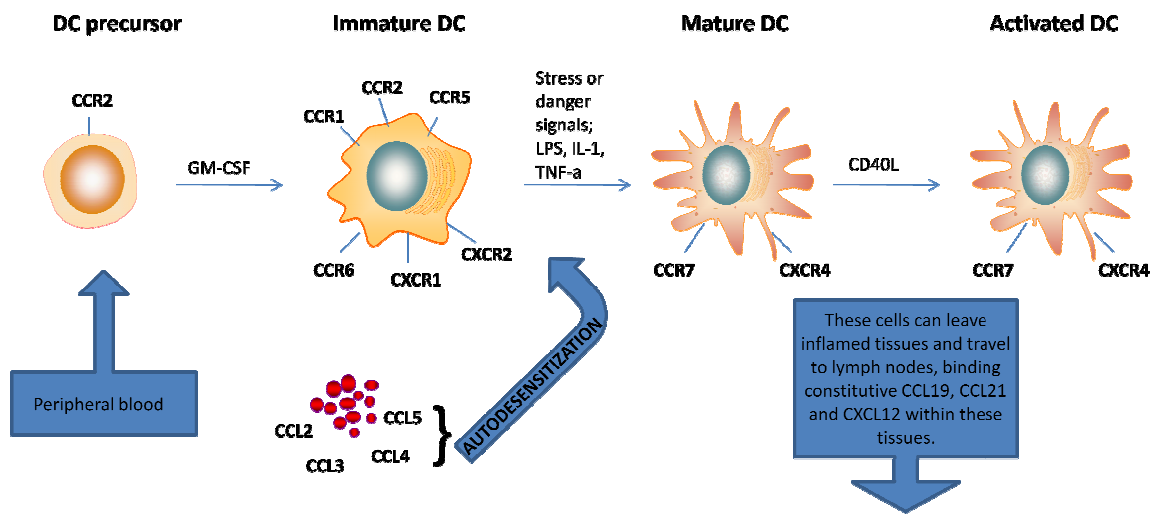 DC precursor
Immature DC
Mature DC
Activated DC
CCR2
GM-CSF
CCR1
CCR2
CCR5
CCR6
CXCR1
CXCR2
Stress or
danger
signals;
LPS, IL-1,
TNF-a
CCR7
CXCR4
CD40L
CCR7
CXCR4
Peripheral blood
CCL2
CCL3
CCL4
CCL5
}
AUTODESENSITIZATION
These cells can leave
inflamed tissues and travel
to lymph nodes, binding
constitutive CCL19, CCL21
and CXCL12 within these
tissues.